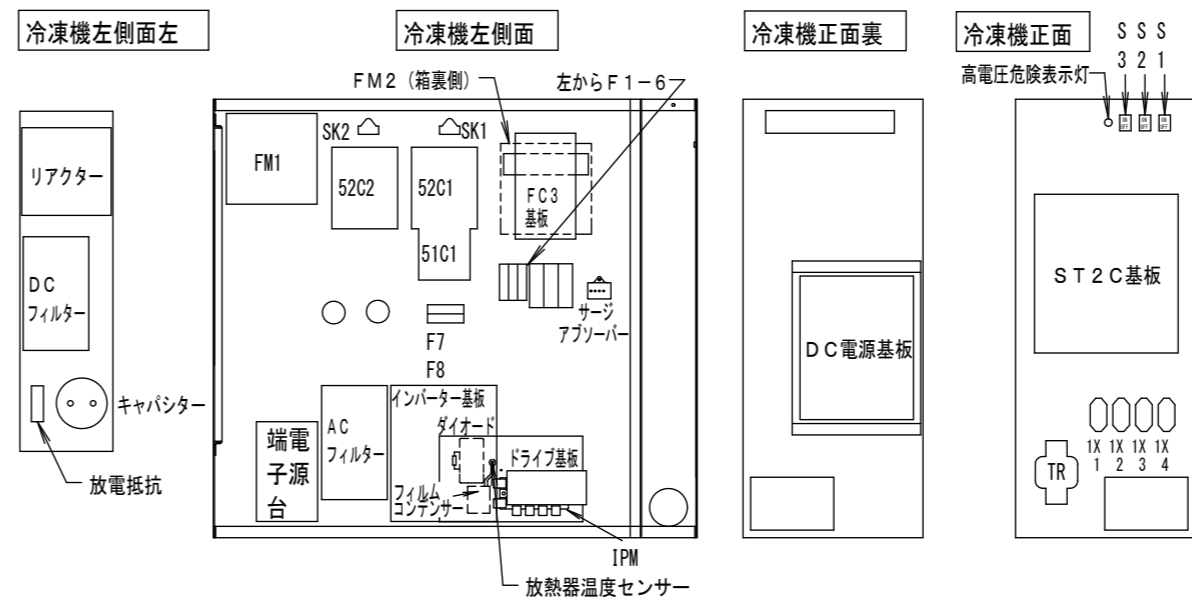 冷凍機左側面左
リアクター
DC
フィルター
キャパシター
放電抵抗
冷凍機左側面
FM2(箱裏側)
左からF1-6
SK2
SK1
FM1
52C2
52C1
FC3
基板
51C1
サージ
アブソーバー
F7
F8
インバーター基板
ダイオード
AC
フィルター
ドライブ基板
端電
子源
台
フィルム
コンデンサー
IPM
放熱器温度センサー
冷凍機正面裏
DC電源基板
冷凍機正面
S S S
3 2 1
高電圧危険表示灯
ON ON ON
OFF OFF OFF
ST2C基板
1X 1X 1X 1X
1 2 3 4
TR